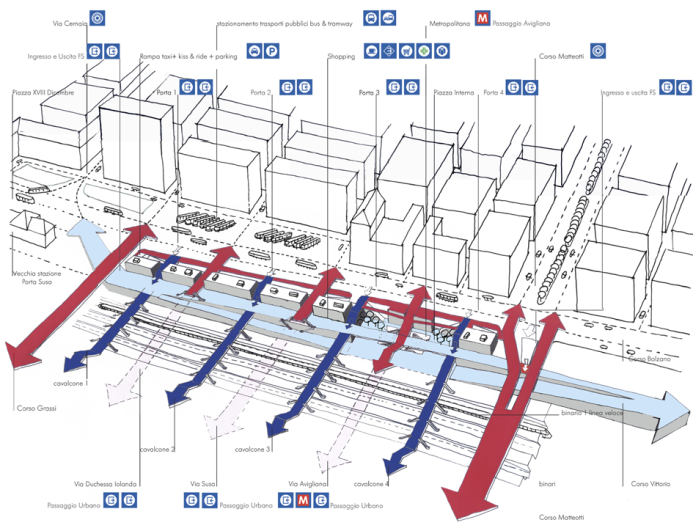 Via Cernaia
stazionamento trasporti pubblici bus & tramway
Metropolitana M Passaggio Avigliana
Ingresso e Uscita FS
Rampa taxi+ kiss & ride + parking P
Shopping
Corso Matteotti
Piazza XVIII Dicembre
Porta 1
Porta 2
Porta 3
Piazza Interna
Porta 4
Ingresso e uscita FS
Vecchia stazione
Porta Susa
Corso Bolzano
cavalcone 1
Corso Grassi
binario 1 linea veloce
cavalcone 2
cavalcone 3
Via Duchessa Iolanda
Via Susa
Via Avigliana
cavalcone 4
binari
Corso Vittorio
Passaggio Urbano
Passaggio Urbano
M
Passaggio Urbano
Corso Matteotti